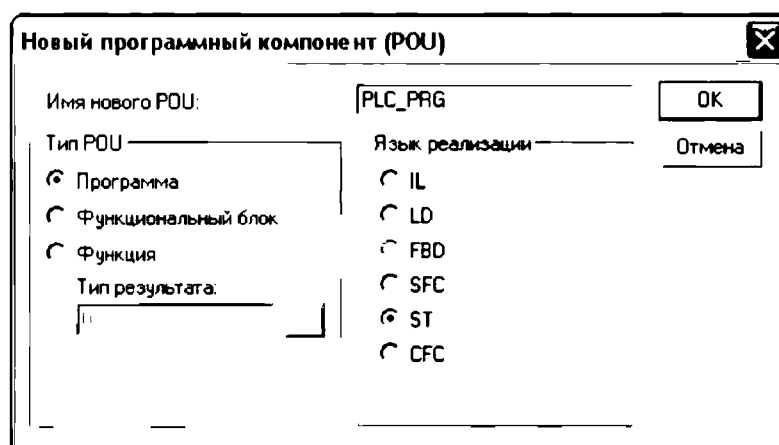 Новый программный компонент (POU)
Имя нового POU:
PLC_PRG
OK
Отмена
Тип POU
Программа
Функциональный блок
Функция
Тип результата:
Язык реализации
IL
LD
FBD
SFC
ST
CFC